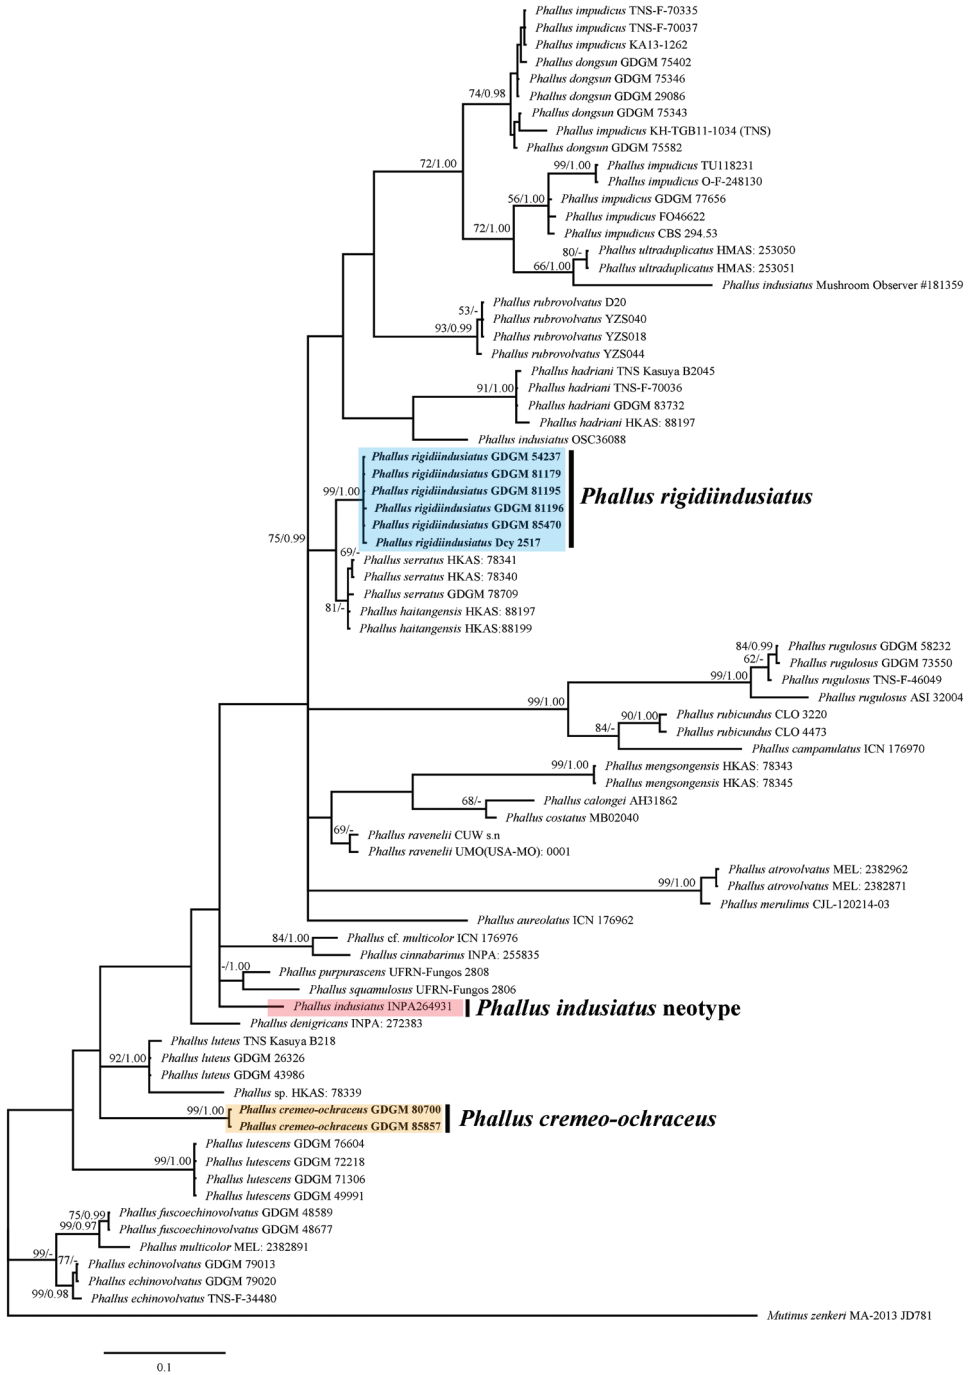 Phallus impudicus TNS-F-70335
Phallus impudicus TNS-F-70037
Phallus impudicus KA13-1262
Phallus dongsun GDGM 75402
Phallus dongsun GDGM 75346
74/0.98
Phallus dongsun GDGM 29086
Phallus dongsun GDGM 75343
Phallus impudicus KH-TGB11-1034 (TNS)
Phallus dongsun GDGM 75582
72/1.00
99/1.00
Phallus impudicus TU118231
Phallus impudicus O-F-248130
56/1.00
Phallus impudicus GDGM 77656
Phallus impudicus FO46622
72/1.00
Phallus impudicus CBS 294.53
80/-
Phallus ultraduplicatus HMAS: 253050
66/1.00
Phallus ultraduplicatus HMAS: 253051
Phallus indusiatus Mushroom Observer #181359
Phallus rubrovolvatus D20
53/-
Phallus rubrovolvatus YZS040
93/0.99
Phallus rubrovolvatus YZS018
Phallus rubrovolvatus YZS044
Phallus hadriani TNS Kasuya B2045
91/1.00
Phallus hadriani TNS-F-70036
Phallus hadriani GDGM 83732
Phallus hadriani HKAS: 88197
Phallus indusiatus OSC36088
Phallus rigidiindusiatus GDGM 54237
Phallus rigidiindusiatus GDGM 81179
99/1.00
Phallus rigidiindusiatus GDGM 81195
Phallus rigidiindusiatus
Phallus rigidiindusiatus GDGM 81196
Phallus rigidiindusiatus GDGM 85470
75/0.99
Phallus rigidiindusiatus Dcy 2517
69/-
Phallus serratus HKAS: 78341
Phallus serratus HKAS: 78340
Phallus serratus GDGM 78709
81/-
Phallus haitangensis HKAS: 88197
Phallus haitangensis HKAS:88199
84/0.99
Phallus rugulosus GDGM 58232
62/-
Phallus rugulosus GDGM 73550
99/1.00
Phallus rugulosus TNS-F-46049
Phallus rugulosus ASI 32004
99/1.00
90/1.00
Phallus rubicundus CLO 3220
84/-
Phallus rubicundus CLO 4473
Phallus campanulatus ICN 176970
99/1.00
Phallus mengsongensis HKAS: 78343
Phallus mengsongensis HKAS: 78345
68/-
Phallus calongei AH31862
Phallus costatus MB02040
69/-
Phallus ravenelii CUW s.n
Phallus ravenelii UMO(USA-MO): 0001
Phallus atrovolvatus MEL: 2382962
99/1.00
Phallus atrovolvatus MEL: 2382871
Phallus merulinus CJL-120214-03
Phallus aureolatus ICN 176962
84/1.00
Phallus cf. multicolor ICN 176976
Phallus cinnabarinus INPA: 255835
-/1.00
Phallus purpurascens UFRN-Fungos 2808
Phallus squamulosus UFRN-Fungos 2806
Phallus indusiatus INPA264931
Phallus indusiatus neotype
Phallus denigricans INPA: 272383
Phallus luteus TNS Kasuya B218
92/1.00
Phallus luteus GDGM 26326
Phallus luteus GDGM 43986
Phallus sp. HKAS: 78339
99/1.00
Phallus cremeo-ochraceus GDGM 80700
Phallus cremeo-ochraceus
Phallus cremeo-ochraceus GDGM 85857
Phallus lutescens GDGM 76604
99/1.00
Phallus lutescens GDGM 72218
Phallus lutescens GDGM 71306
Phallus lutescens GDGM 49991
75/0.99
Phallus fuscoechinovolvatus GDGM 48589
99/0.97
Phallus fuscoechinovolvatus GDGM 48677
Phallus multicolor MEL: 2382891
99/-
77/-
Phallus echinovolvatus GDGM 79013
Phallus echinovolvatus GDGM 79020
99/0.98
Phallus echinovolvatus TNS-F-34480
Mutinus zenkeri MA-2013 JD781
0.1